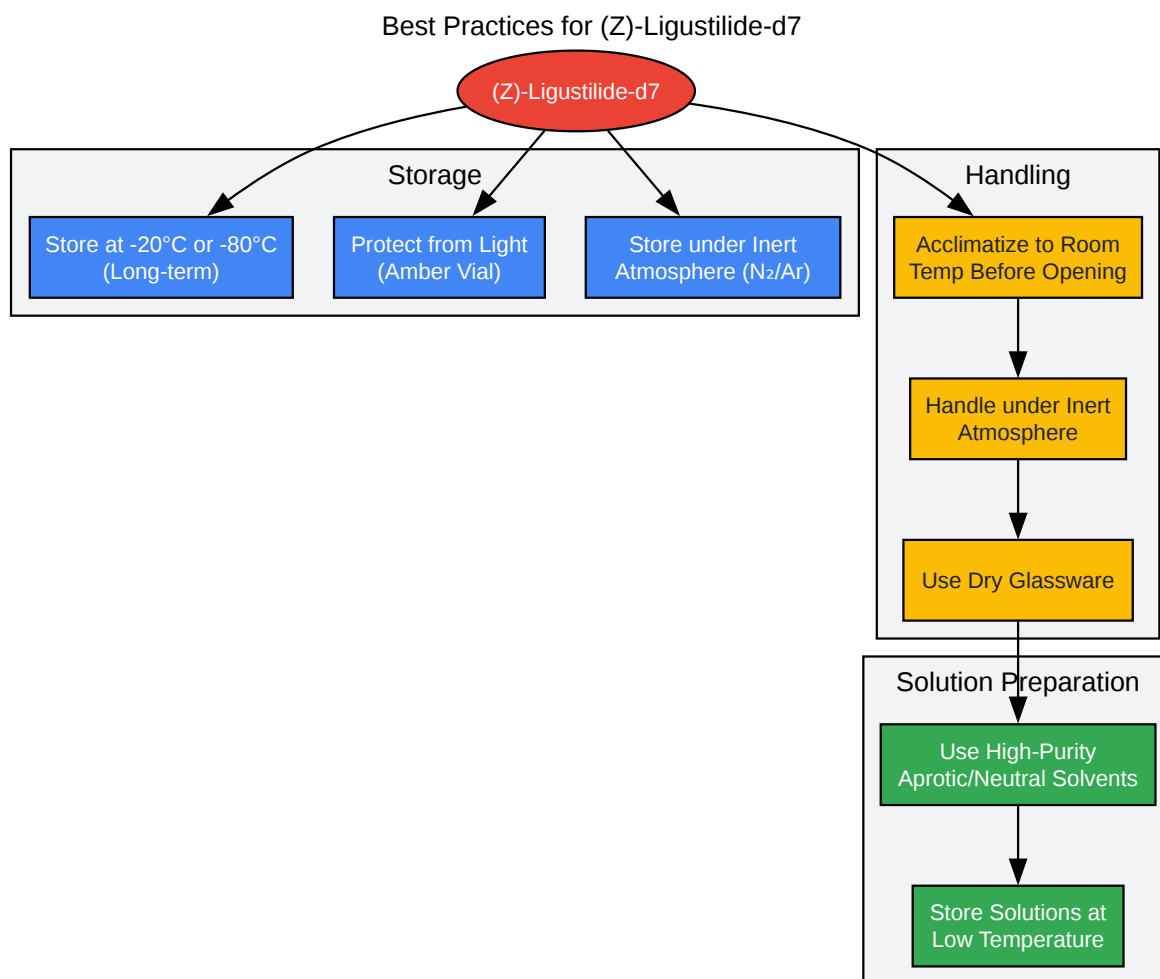 Best Practices for (Z)-Ligustilide-d7
(Z)-Ligustilide-d7
Storage
Store at -20°C or -80°C
(Long-term)
Protect from Light
(Amber Vial)
Store under Inert
Atmosphere (N₂/Ar)
Handling
Acclimatize to Room
Temp Before Opening
Handle under Inert
Atmosphere
Use Dry Glassware
Solution Preparation
Use High-Purity
Aprotic/Neutral Solvents
Store Solutions at
Low Temperature